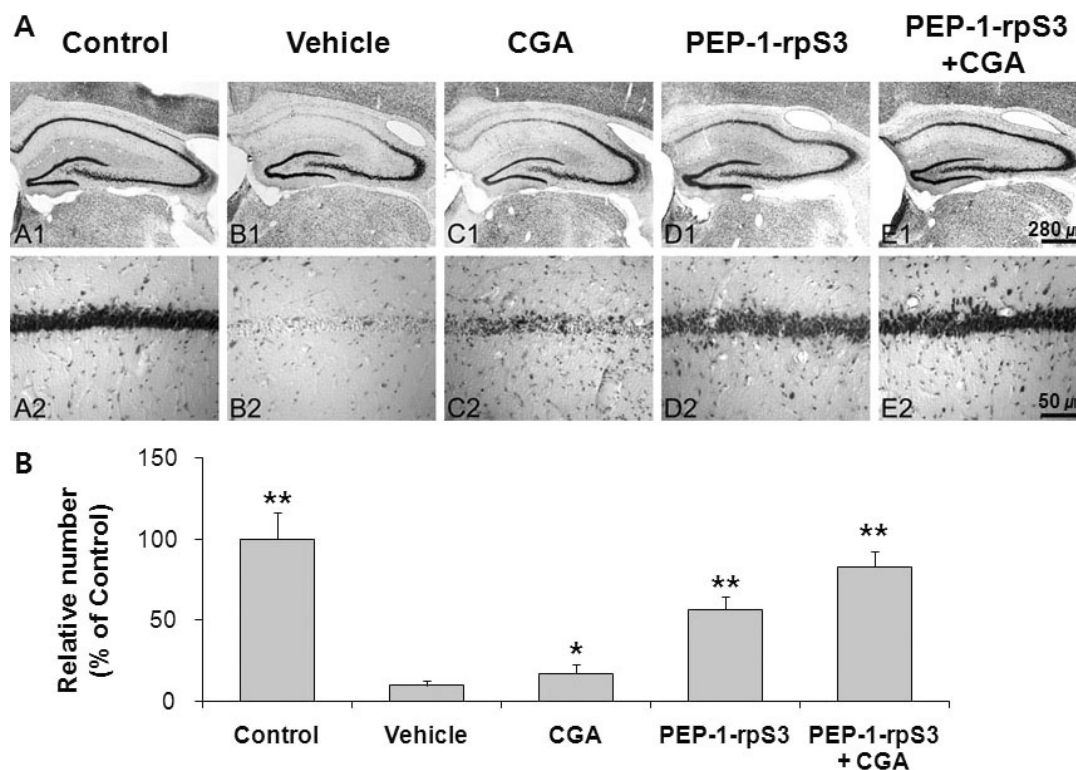 A
Control
Vehicle
CGA
PEP-1-rpS3
PEP-1-rpS3
+CGA
A1
B1
C1
D1
E1
280 μ
A2
B2
C2
D2
E2
50 μ
B
Relative number
(% of Control)
150
100
50
0
**
*
**
**
Control
Vehicle
CGA
PEP-1-rpS3
PEP-1-rpS3
+ CGA